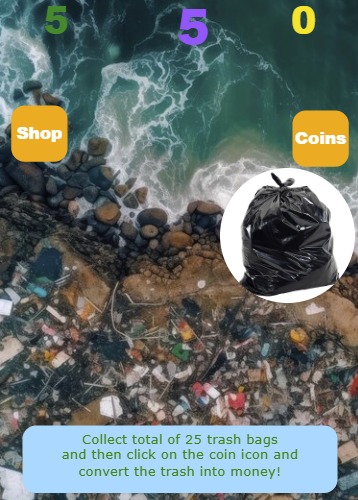 5 5 0
Shop Coins
Collect total of 25 trash bags
and then click on the coin icon and
convert the trash into money!